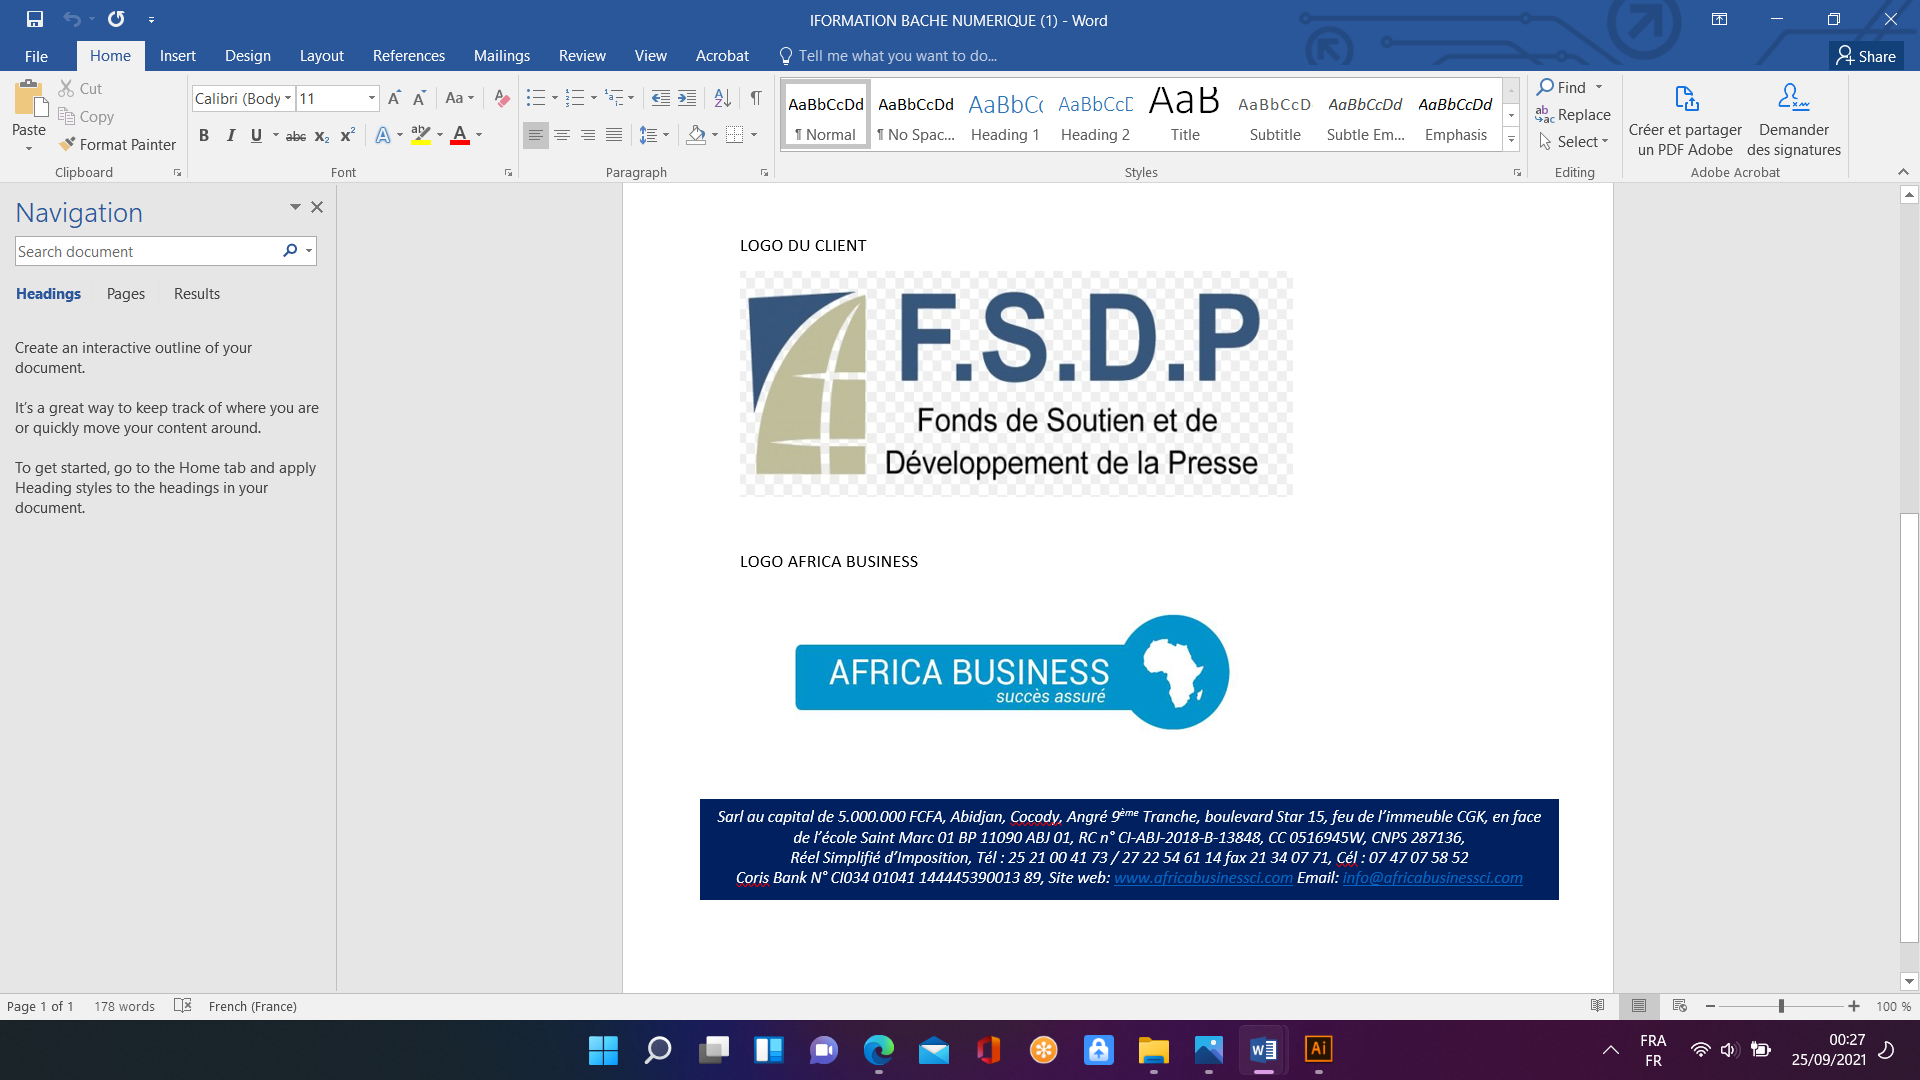 IFORMATION BACHE NUMERIQUE (1) - Word
File Home Insert Design Layout References Mailings Review View Acrobat Tell me what you want to do... Share
Paste
Cut
Copy
Format Painter
Clipboard
Calibri (Body 11
Font
Paragraph
AaBbCcDd AaBbCcDd AaBbC AaBbCcD AaB AaBbCcD AaBbCcDd AaBbCcDd
¶ Normal ¶ No Spac... Heading 1 Heading 2 Title Subtitle Subtle Em... Emphasis
Styles
Find
Replace
Select
Editing
Créer et partager
un PDF Adobe
Demander
des signatures
Adobe Acrobat
Navigation
Search document
Headings Pages Results
Create an interactive outline of your
document.
It's a great way to keep track of where you are
or quickly move your content around.
To get started, go to the Home tab and apply
Heading styles to the headings in your
document.
LOGO DU CLIENT
F.S.D.P
Fonds de Soutien et de
Développement de la Presse
LOGO AFRICA BUSINESS
AFRICA BUSINESS
succès assuré
Sarl au capital de 5.000.000 FCFA, Abidjan, Cocody, Angré 9ème Tranche, boulevard Star 15, feu de l'immeuble CGK, en face
de l'école Saint Marc 01 BP 11090 ABJ 01, RC n° CI-ABJ-2018-B-13848, CC 0516945W, CNPS 287136,
Réel Simplifié d'Imposition, Tél : 25 21 00 41 73 / 27 22 54 61 14 fax 21 34 07 71, Cél : 07 47 07 58 52
Coris Bank N° CI034 01041 144445390013 89, Site web: www.africabusinessci.com Email: info@africabusinessci.com
Page 1 of 1 178 words French (France) 100 %
FRA
FR
00:27
25/09/2021